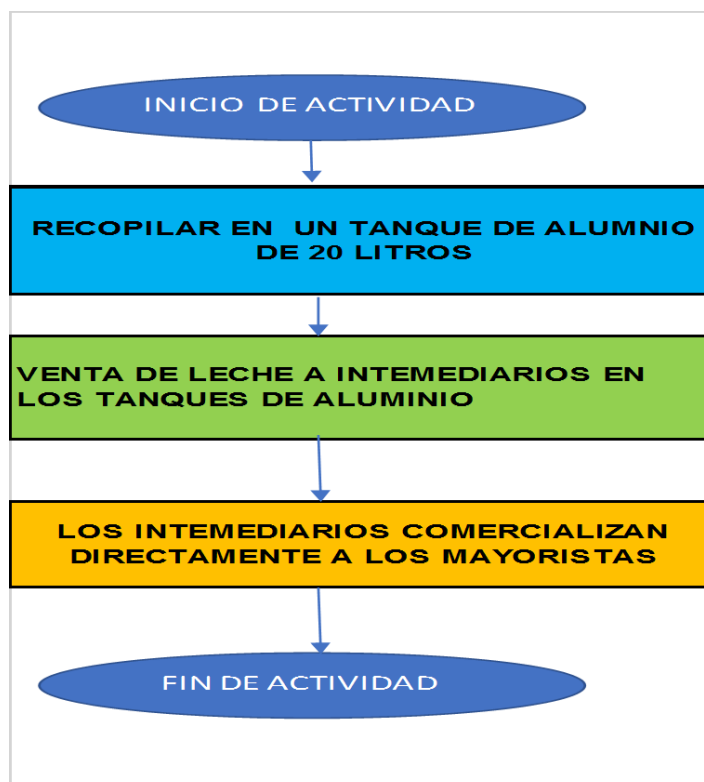 INICIO DE ACTIVIDAD
RECOPILAR EN UN TANQUE DE ALUMNIO
DE 20 LITROS
VENTA DE LECHE A INTEMEDIARIOS EN
LOS TANQUES DE ALUMINIO
LOS INTEMEDIARIOS COMERCIALIZAN
DIRECTAMENTE A LOS MAYORISTAS
FIN DE ACTIVIDAD